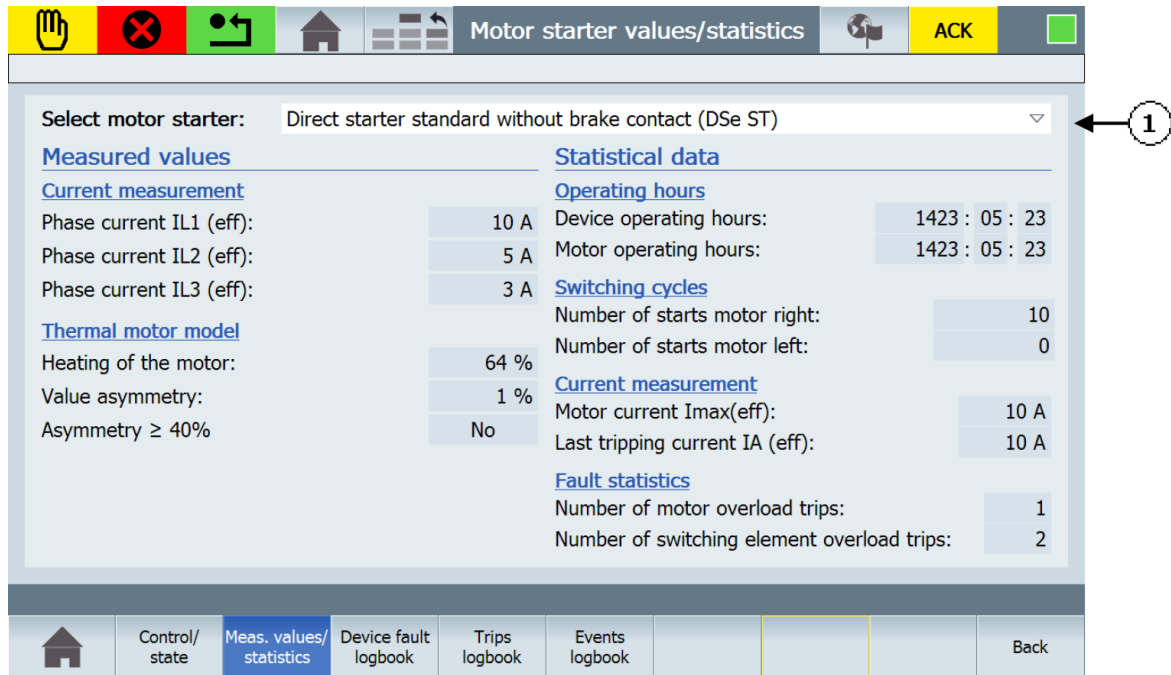 Motor starter values/statistics
ACK
Select motor starter: Direct starter standard without brake contact (DSe ST)
1
Measured values
Current measurement
Phase current IL1 (eff): 10 A
Phase current IL2 (eff): 5 A
Phase current IL3 (eff): 3 A
Thermal motor model
Heating of the motor: 64 %
Value asymmetry: 1 %
Asymmetry ≥ 40% No
Statistical data
Operating hours
Device operating hours: 1423 : 05 : 23
Motor operating hours: 1423 : 05 : 23
Switching cycles
Number of starts motor right: 10
Number of starts motor left: 0
Current measurement
Motor current Imax(eff): 10 A
Last tripping current IA (eff): 10 A
Fault statistics
Number of motor overload trips: 1
Number of switching element overload trips: 2
Control/
state
Meas. values/
statistics
Device fault
logbook
Trips
logbook
Events
logbook
Back